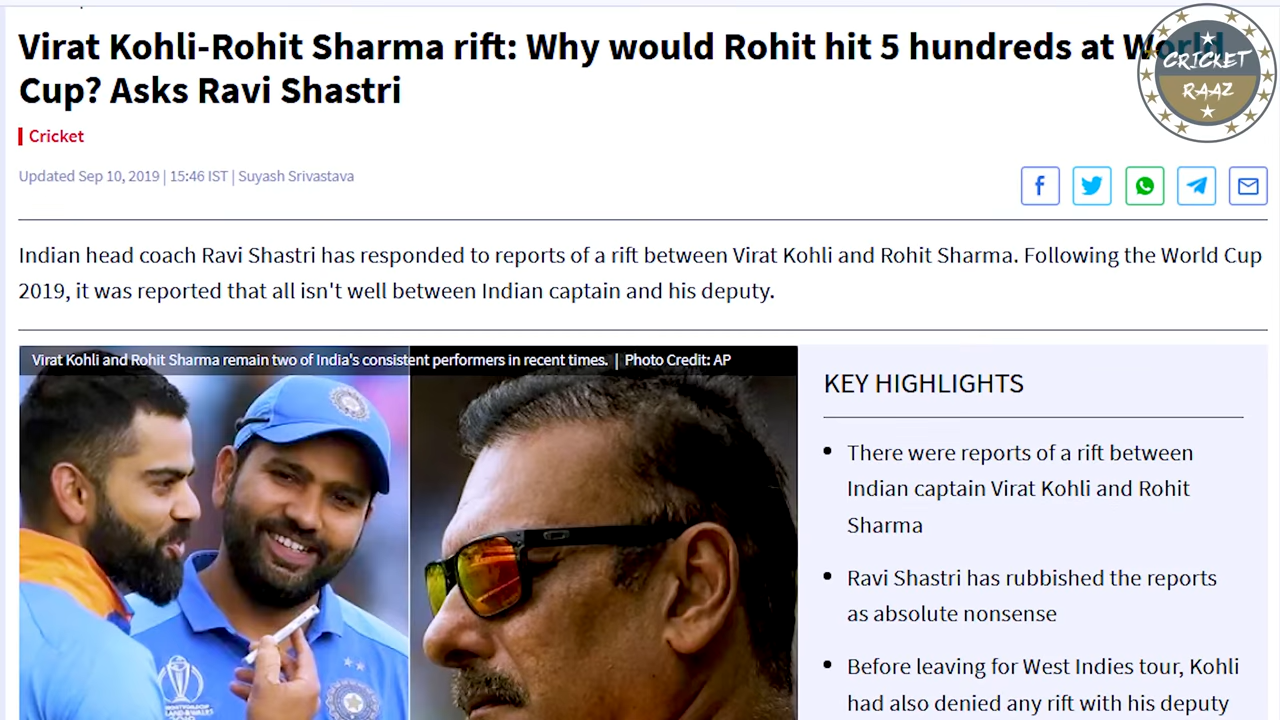 Virat Kohli-Rohit Sharma rift: Why would Rohit hit 5 hundreds at World
Cup? Asks Ravi Shastri
CRICKET
RAAZ
Cricket
Updated Sep 10, 2019 | 15:46 IST | Suyash Srivastava
Indian head coach Ravi Shastri has responded to reports of a rift between Virat Kohli and Rohit Sharma. Following the World Cup
2019, it was reported that all isn't well between Indian captain and his deputy.
Virat Kohli and Rohit Sharma remain two of India's consistent performers in recent times. | Photo Credit: AP
KEY HIGHLIGHTS
There were reports of a rift between
Indian captain Virat Kohli and Rohit
Sharma
Ravi Shastri has rubbished the reports
as absolute nonsense
Before leaving for West Indies tour, Kohli
had also denied any rift with his deputy